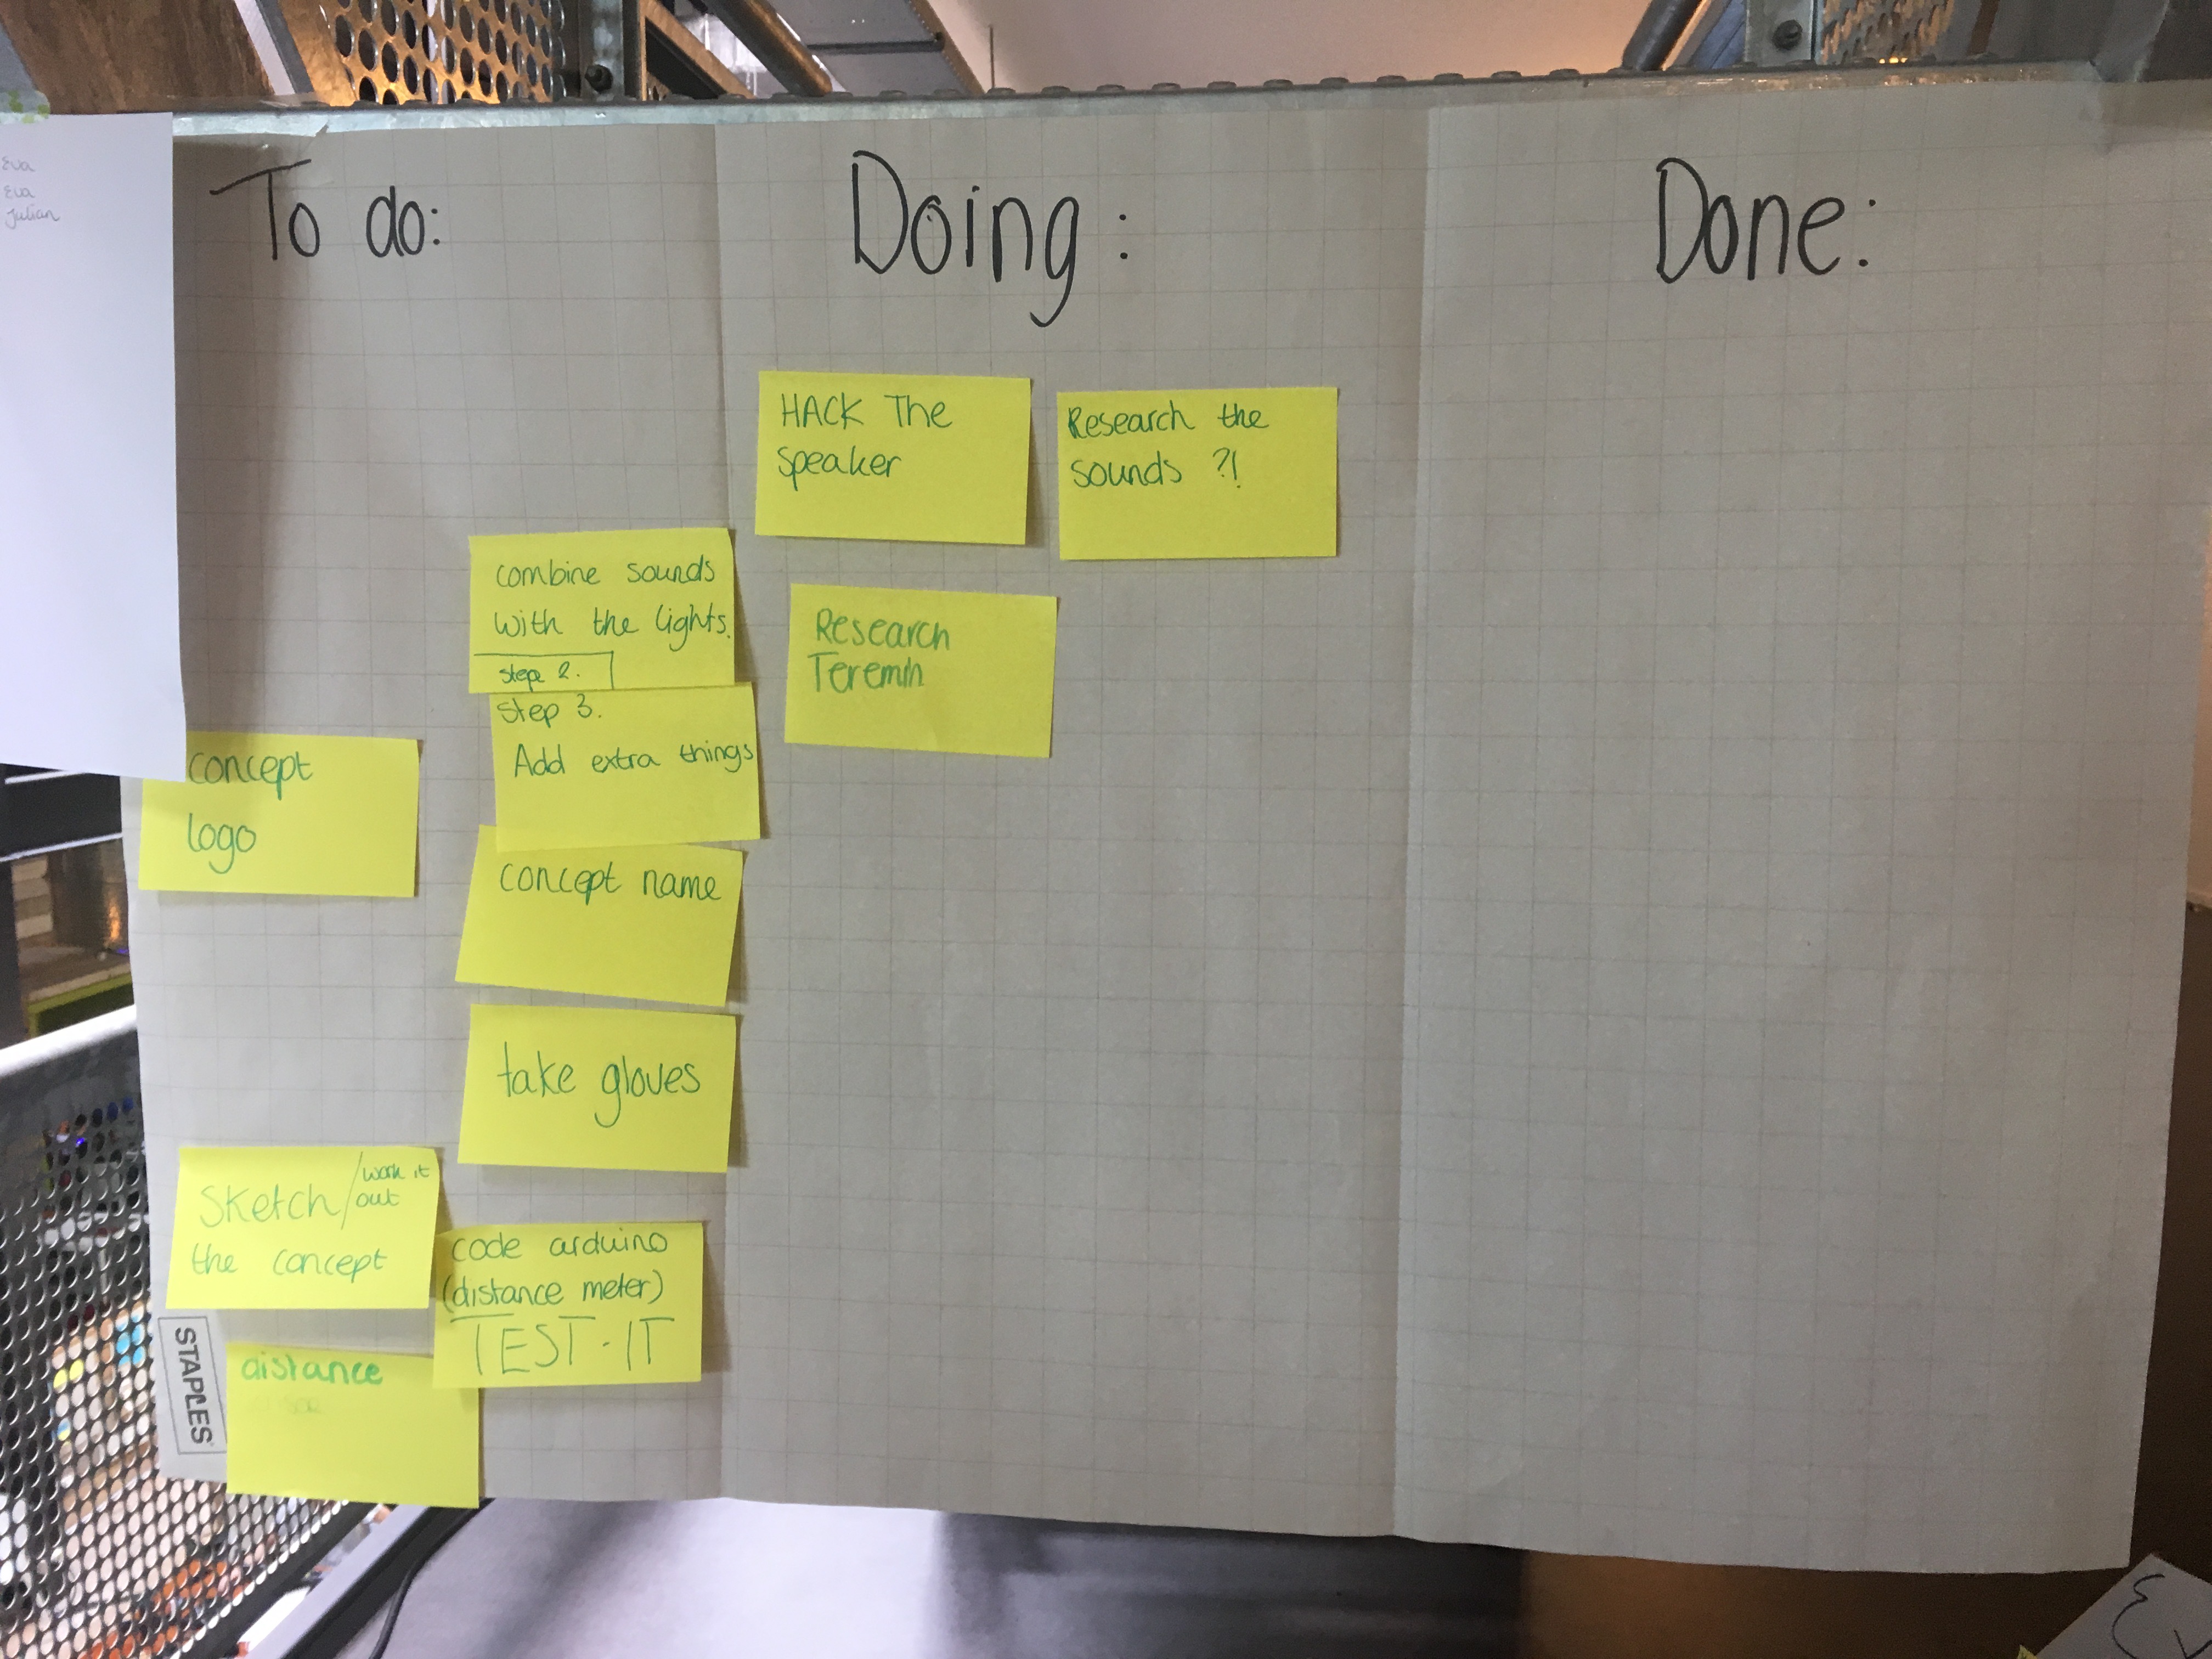 Eva
Eva
Julian
To do:
combine sounds
with the lights.
step 2.
Step 3.
Add extra things
concept
logo
concept name
take gloves
Sketch/work it
out
the concept
code arduino
(distance meter)
TEST-IT
distance
STAPLES
Doing:
HACK The
speaker
Research the
sounds ?!
Research
Teremin
Done: